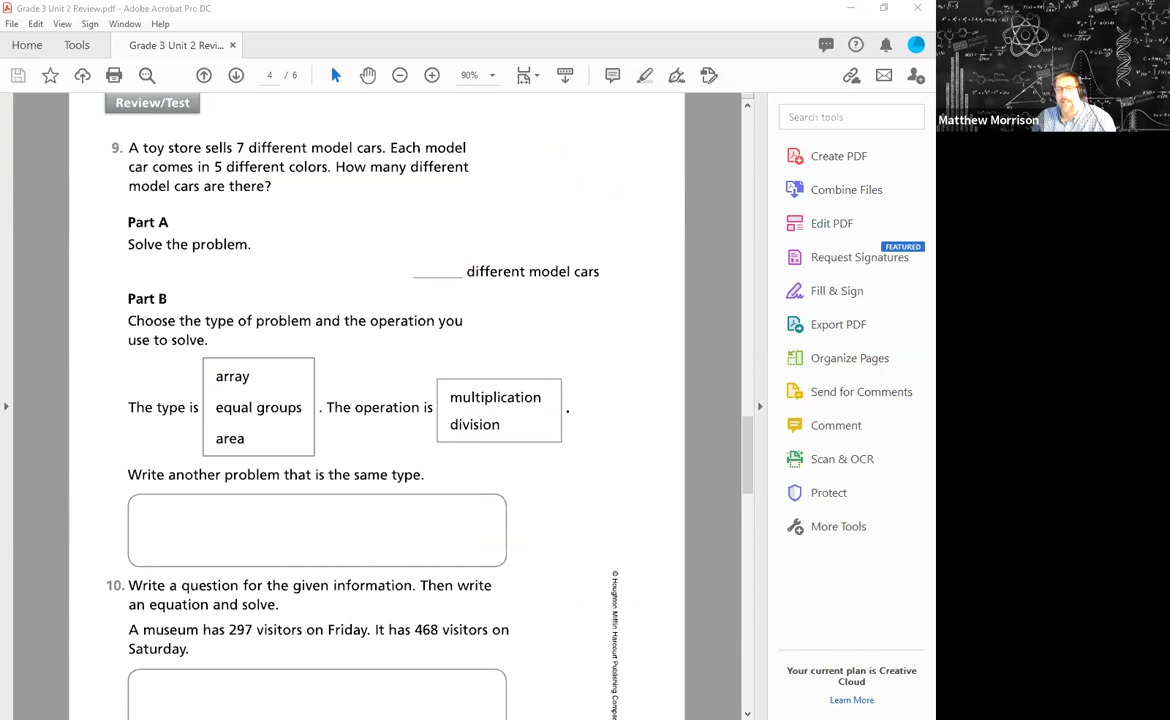 Grade 3 Unit 2 Review.pdf - Adobe Acrobat Pro DC
File Edit View Sign Window Help
Home Tools Grade 3 Unit 2 Revi... ×
4 / 6 90%
Review/Test
9. A toy store sells 7 different model cars. Each model
car comes in 5 different colors. How many different
model cars are there?
Part A
Solve the problem.
______ different model cars
Part B
Choose the type of problem and the operation you
use to solve.
array
multiplication
The type is equal groups . The operation is .
division
area
Write another problem that is the same type.
10. Write a question for the given information. Then write
an equation and solve.
A museum has 297 visitors on Friday. It has 468 visitors on
Saturday.
© Houghton Mifflin Harcourt Publishing Compan
Search tools
Create PDF
Combine Files
Edit PDF
FEATURED
Request Signatures
Fill & Sign
Export PDF
Organize Pages
Send for Comments
Comment
Scan & OCR
Protect
More Tools
Your current plan is Creative
Cloud
Learn More
Matthew Morrison